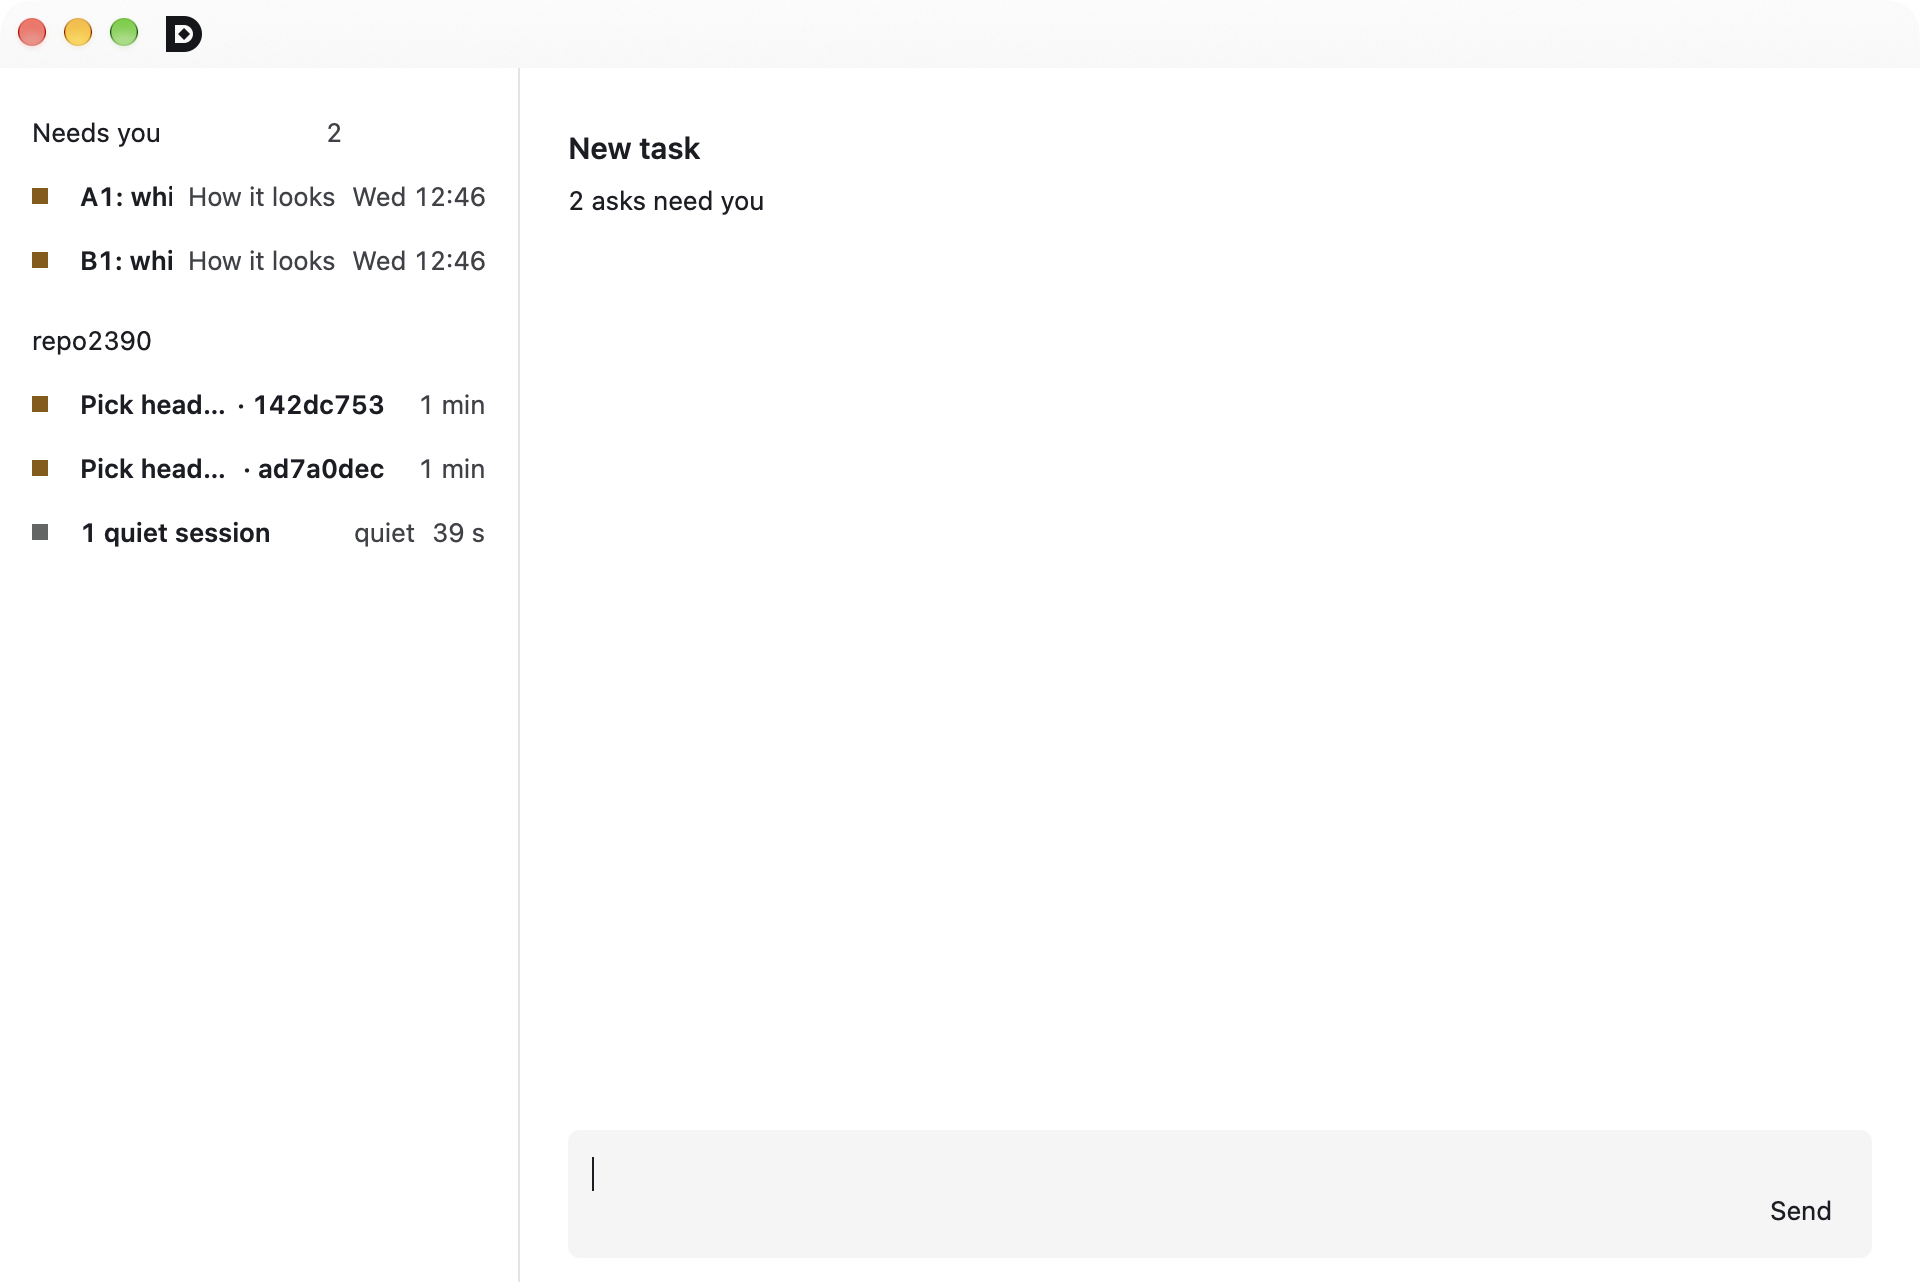 D
Needs you 2
A1: whi How it looks Wed 12:46
B1: whi How it looks Wed 12:46
repo2390
Pick head... · 142dc753 1 min
Pick head... · ad7a0dec 1 min
1 quiet session quiet 39 s
New task
2 asks need you
Send